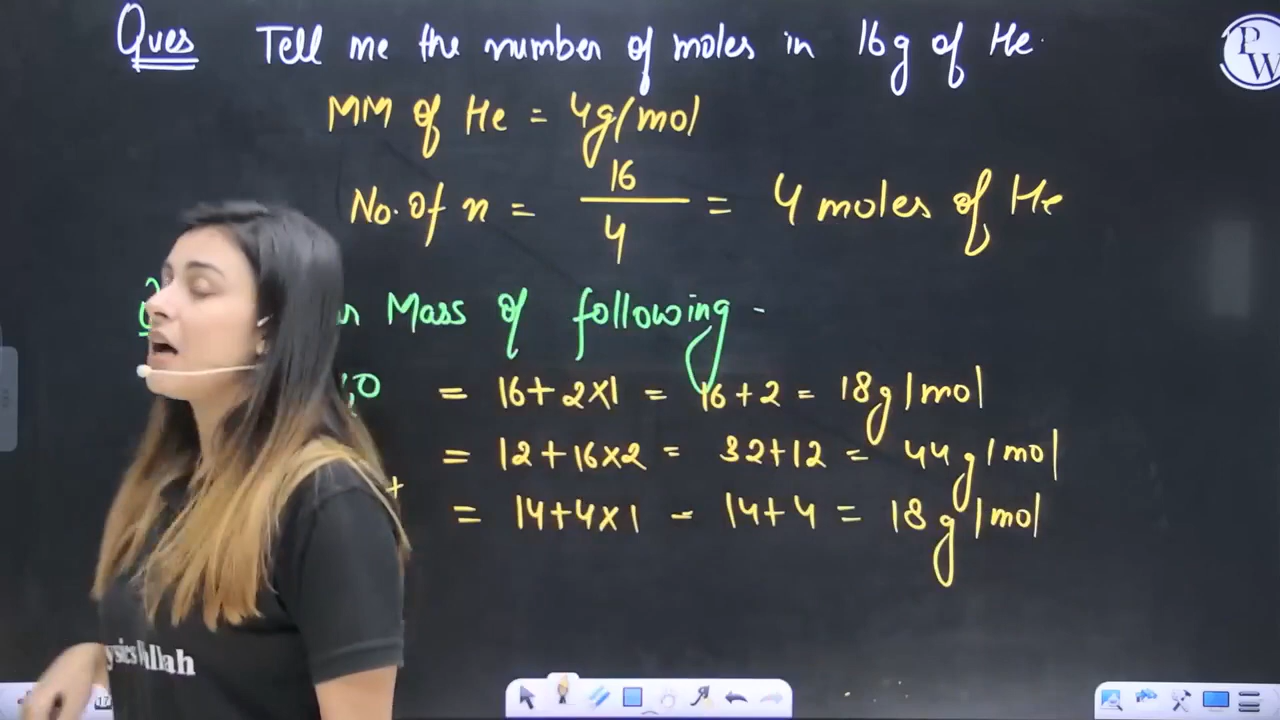 Ques Tell me the number of moles in 16g of He.
PW
MM of He = 4g/mol
No. of n = 16/4 = 4 moles of He
Mass of following -
= 16+2×1 = 16+2 = 18g/mol
= 12+16×2 = 32+12 = 44g/mol
+ = 14+4×1 - 14+4 = 18g/mol
17